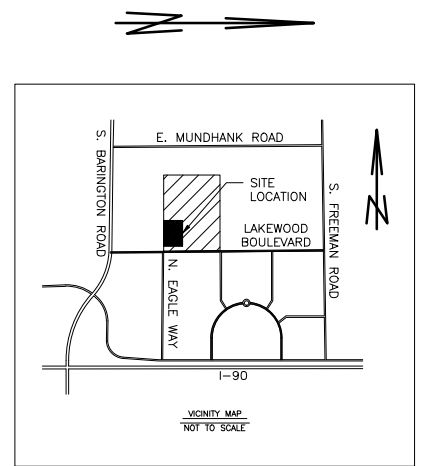 N
E. MUNDHANK ROAD
S. BARINGTON ROAD
SITE
LOCATION
LAKEWOOD
BOULEVARD
S. FREEMAN ROAD
N
N. EAGLE WAY
I-90
VICINITY MAP
NOT TO SCALE